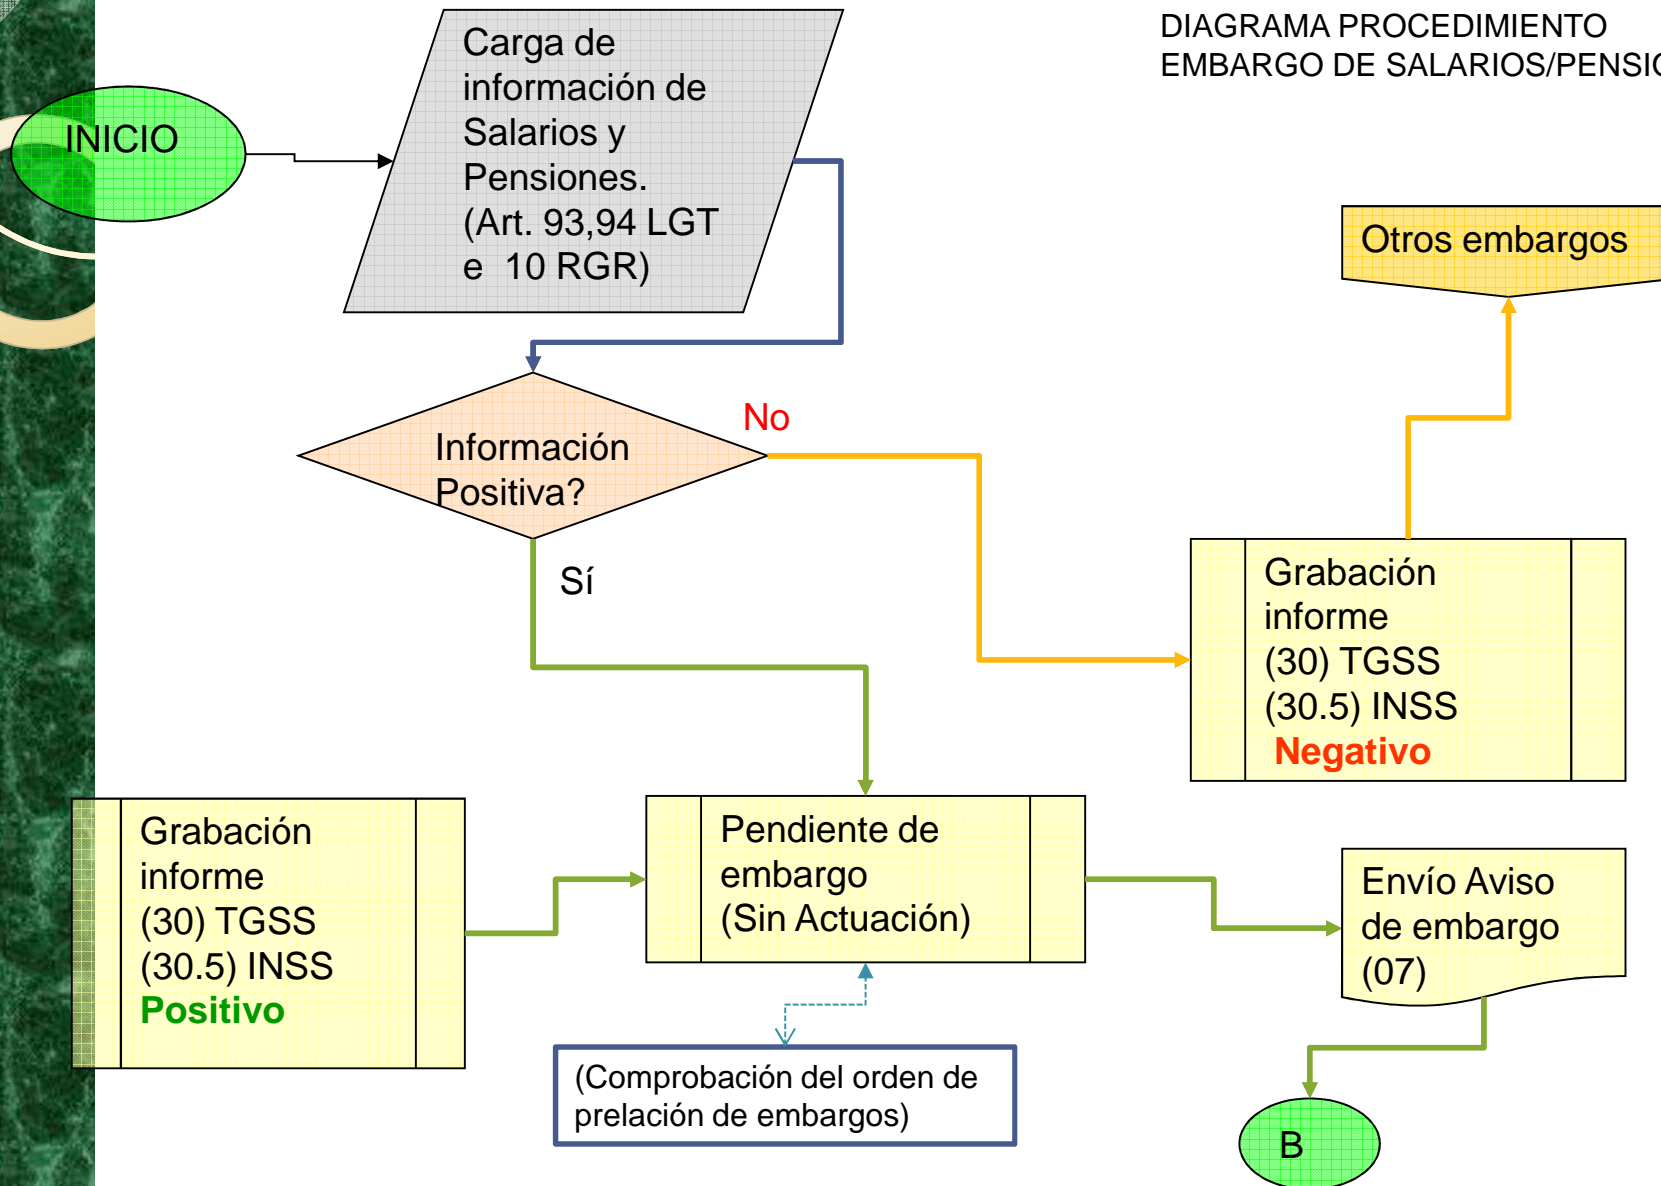 DIAGRAMA PROCEDIMIENTO
EMBARGO DE SALARIOS/PENSIO
INICIO
Carga de
información de
Salarios y
Pensiones.
(Art. 93,94 LGT
e 10 RGR)
Otros embargos
No
Información
Positiva?
Sí
Grabación
informe
(30) TGSS
(30.5) INSS
Negativo
Grabación
informe
(30) TGSS
(30.5) INSS
Positivo
Pendiente de
embargo
(Sin Actuación)
Envío Aviso
de embargo
(07)
(Comprobación del orden de
prelación de embargos)
B